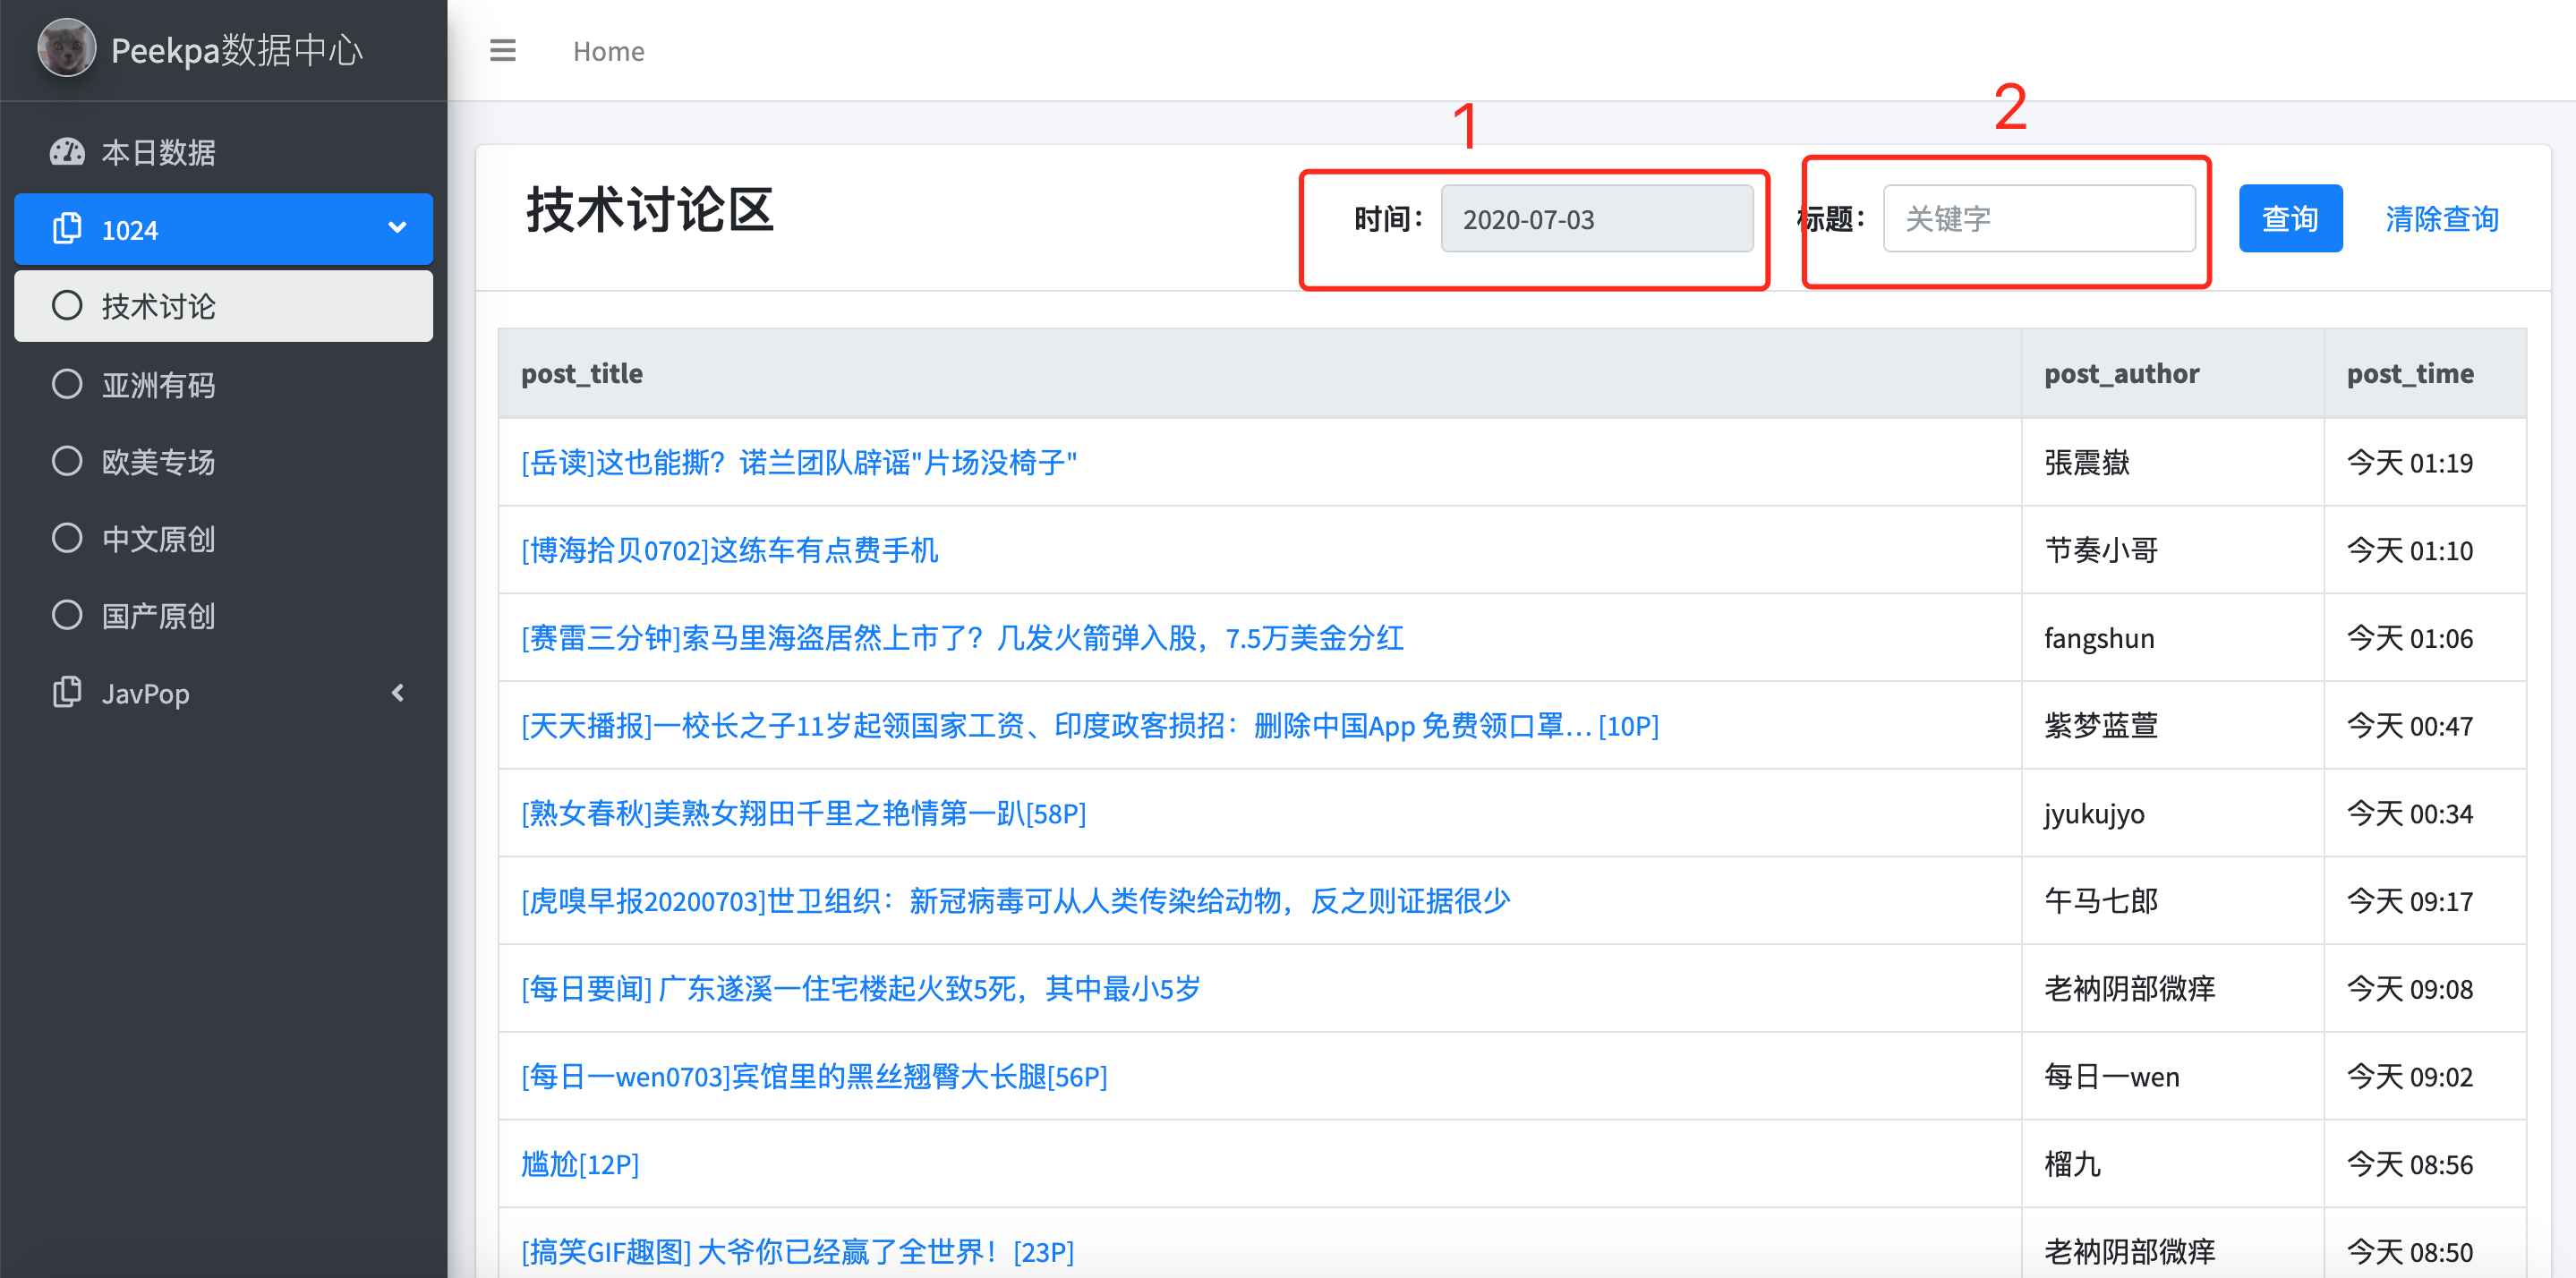 Peekpa数据中心
Home
本日数据
1024
技术讨论
亚洲有码
欧美专场
中文原创
国产原创
JavPop
1
2
技术讨论区
时间： 2020-07-03 标题： 关键字 查询 清除查询
post_title post_author post_time
[岳读]这也能撕？诺兰团队辟谣"片场没椅子" 張震嶽 今天 01:19
[博海拾贝0702]这练车有点费手机 节奏小哥 今天 01:10
[赛雷三分钟]索马里海盗居然上市了？几发火箭弹入股，7.5万美金分红 fangshun 今天 01:06
[天天播报]一校长之子11岁起领国家工资、印度政客损招：删除中国App 免费领口罩… [10P] 紫梦蓝萱 今天 00:47
[熟女春秋]美熟女翔田千里之艳情第一趴[58P] jyukujyo 今天 00:34
[虎嗅早报20200703]世卫组织：新冠病毒可从人类传染给动物，反之则证据很少 午马七郎 今天 09:17
[每日要闻] 广东遂溪一住宅楼起火致5死，其中最小5岁 老衲阴部微痒 今天 09:08
[每日一wen0703]宾馆里的黑丝翘臀大长腿[56P] 每日一wen 今天 09:02
尴尬[12P] 榴九 今天 08:56
[搞笑GIF趣图] 大爷你已经赢了全世界！[23P] 老衲阴部微痒 今天 08:50